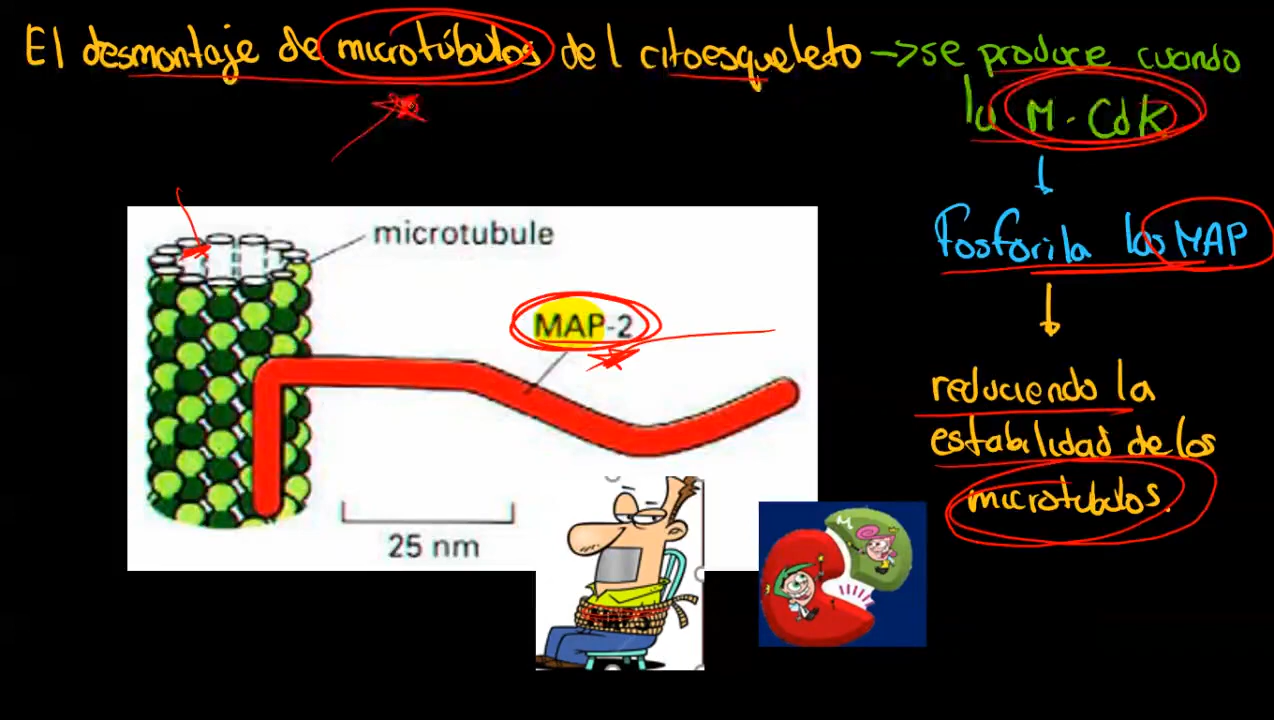 El desmontaje de microtúbulos del citoesqueleto → se produce cuando
la M-Cdk
Fosforila las MAP
reduciendo la
estabilidad de los
microtubulos.
microtubule
MAP-2
25 nm
M